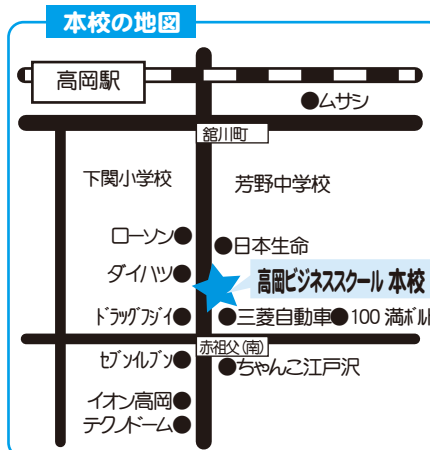 本校の地図
高岡駅
●ムサシ
舘川町
下関小学校
芳野中学校
ローソン●
●日本生命
ダイハツ●
高岡ビジネススクール 本校
ドラッグフジイ●
●三菱自動車●100満ボルト
赤祖父(南)
セブンイレブン●
●ちゃんこ江戸沢
イオン高岡●
テクノドーム●